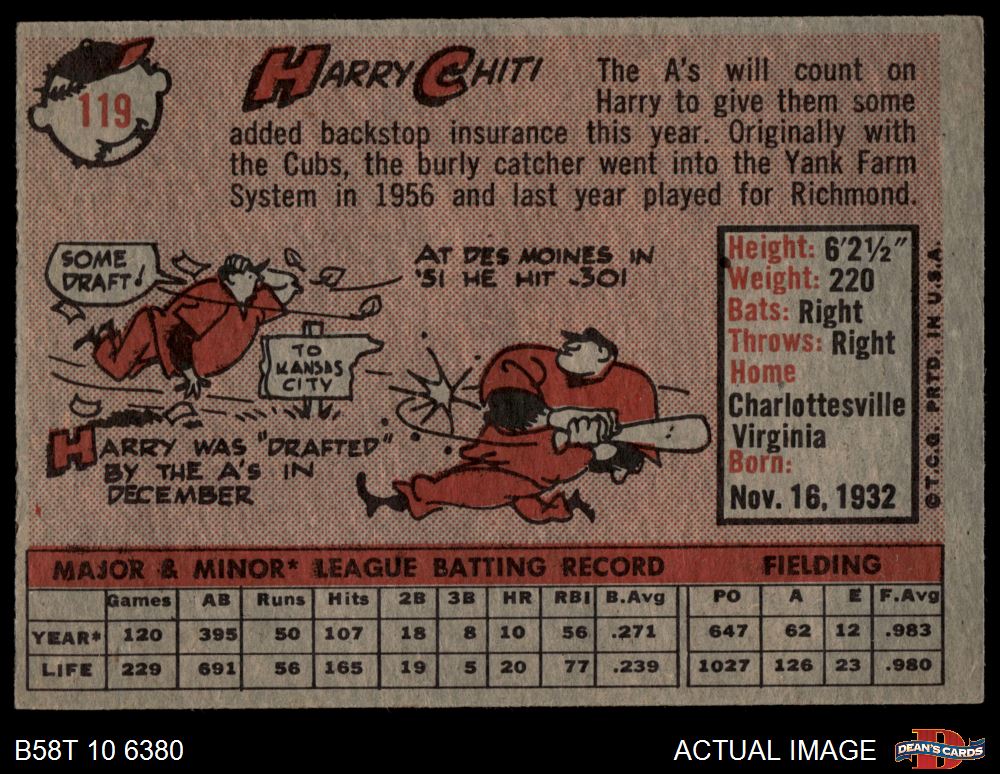 119
HARRY CHITI
The A's will count on
Harry to give them some
added backstop insurance this year. Originally with
the Cubs, the burly catcher went into the Yank Farm
System in 1956 and last year played for Richmond.
SOME
DRAFT!
AT DES MOINES IN
'51 HE HIT .301
TO
KANSAS
CITY
HARRY WAS "DRAFTED"
BY THE A'S IN
DECEMBER
Height: 6'2½"
Weight: 220
Bats: Right
Throws: Right
Home
Charlottesville
Virginia
Born:
Nov. 16, 1932
© T.C.G. PRTD. IN U.S.A.
MAJOR & MINOR* LEAGUE BATTING RECORD FIELDING
Games AB Runs Hits 2B 3B HR RBI B.Avg PO A E F.Avg
YEAR* 120 395 50 107 18 8 10 56 .271 647 62 12 .983
LIFE 229 691 56 165 19 5 20 77 .239 1027 126 23 .980
B58T 10 6380
ACTUAL IMAGE
D
DEAN'S CARDS